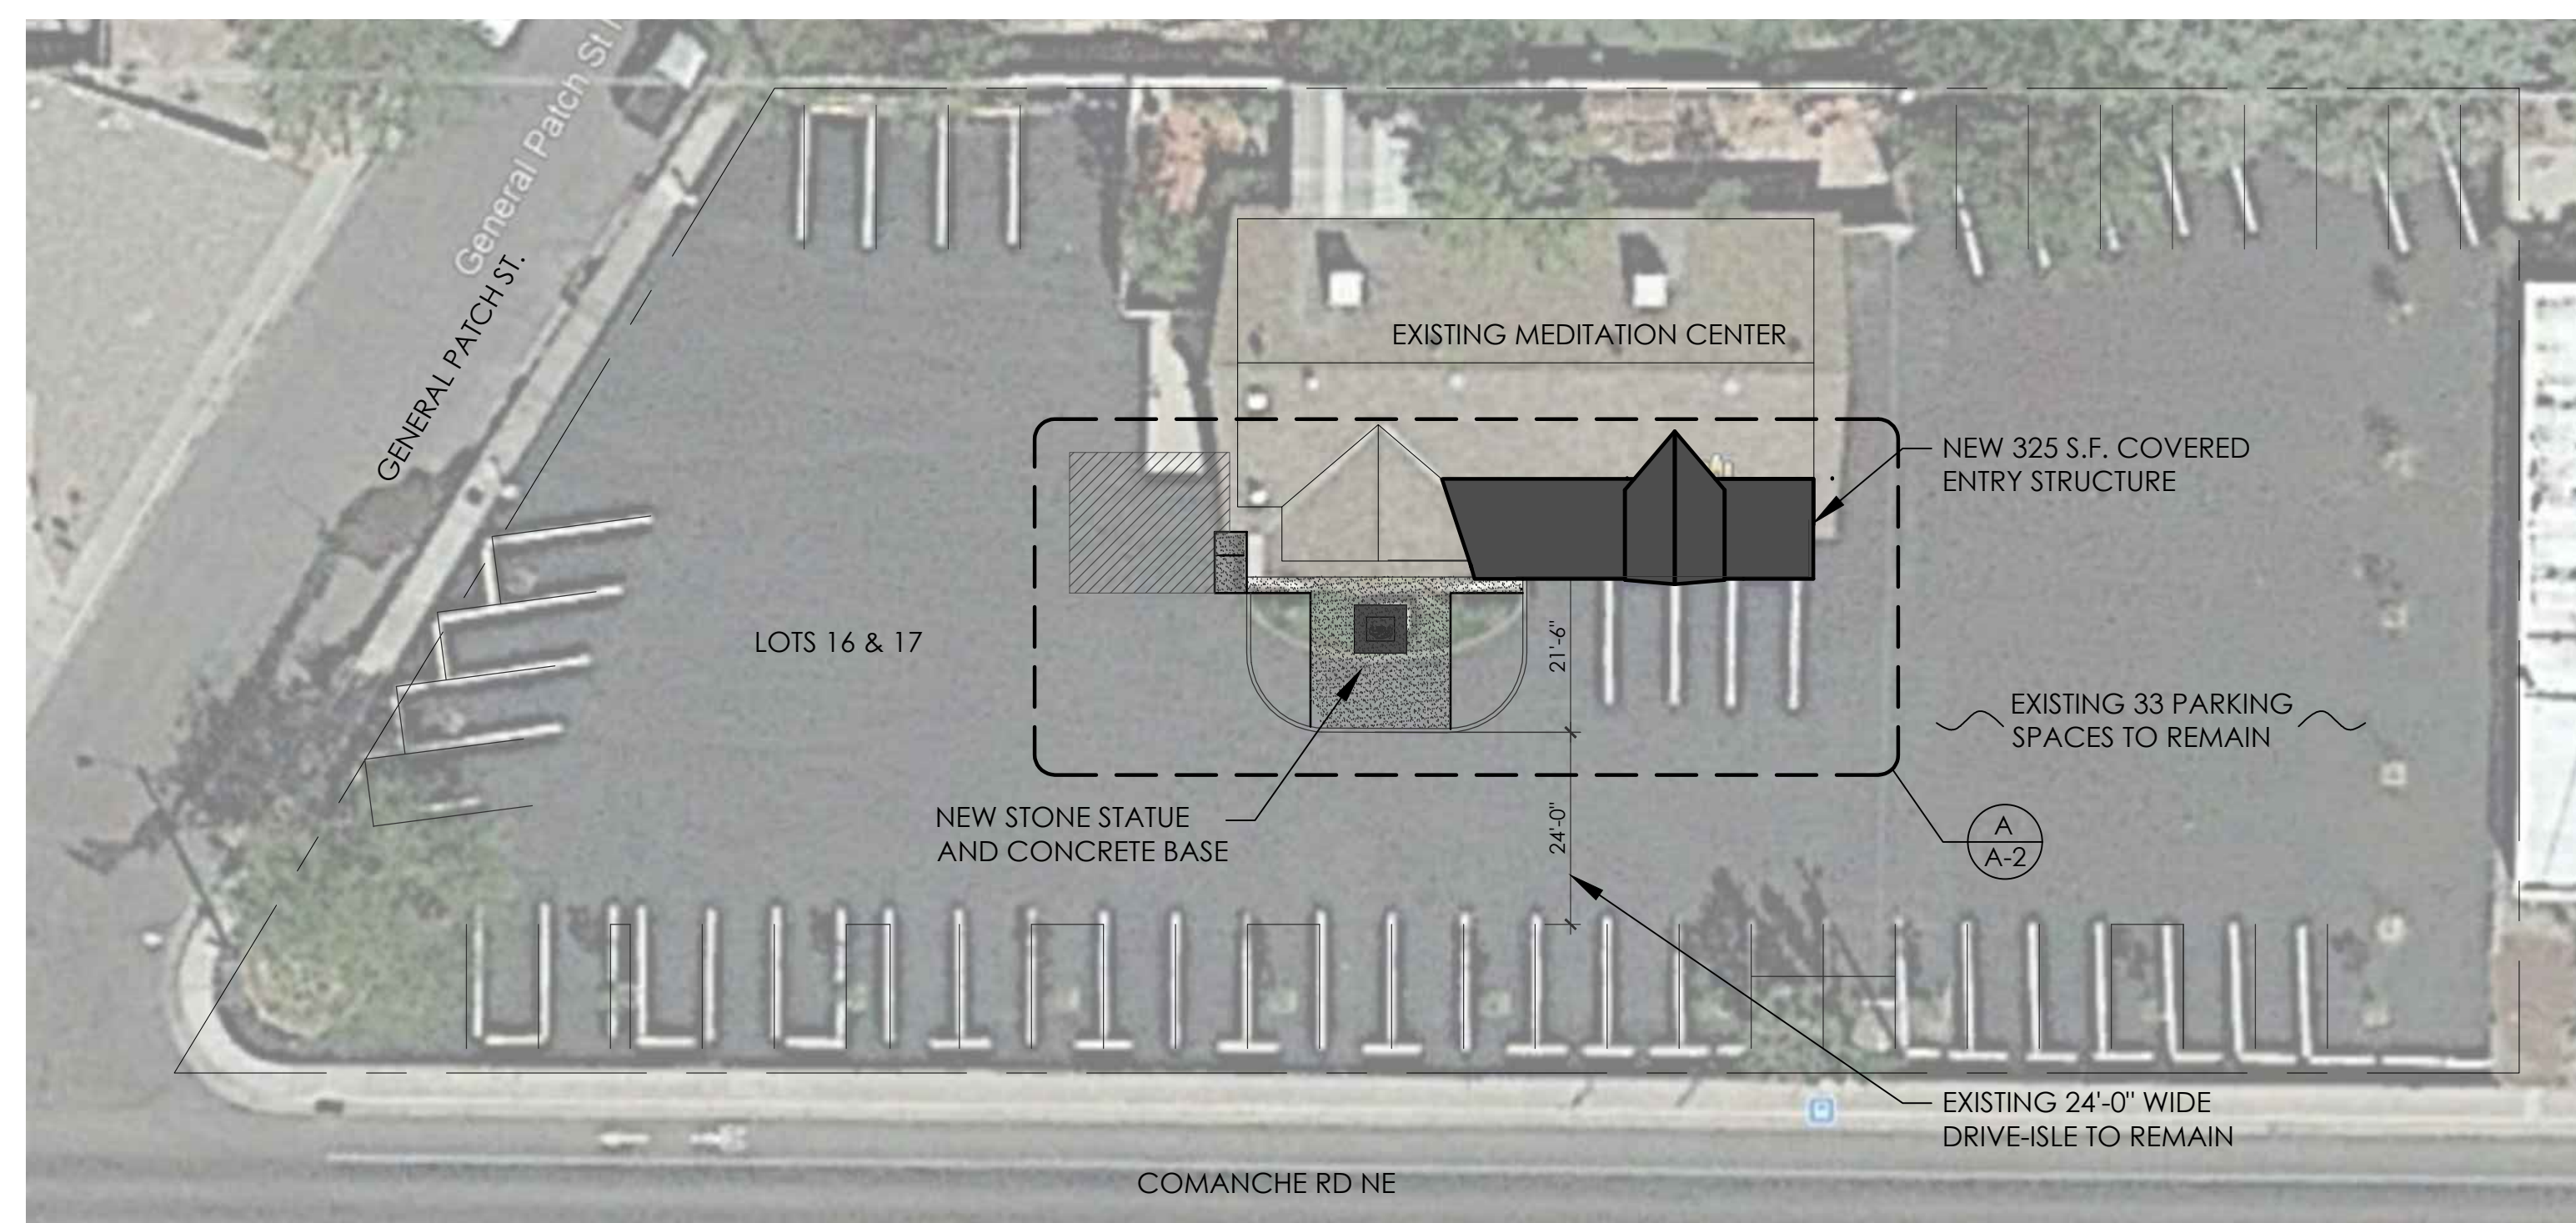 General Patch St
GENERAL PATCH ST.
EXISTING MEDITATION CENTER
NEW 325 S.F. COVERED
ENTRY STRUCTURE
LOTS 16 & 17
21'-6"
EXISTING 33 PARKING
SPACES TO REMAIN
NEW STONE STATUE
AND CONCRETE BASE
24'-0"
A
A-2
EXISTING 24'-0" WIDE
DRIVE-ISLE TO REMAIN
COMANCHE RD NE